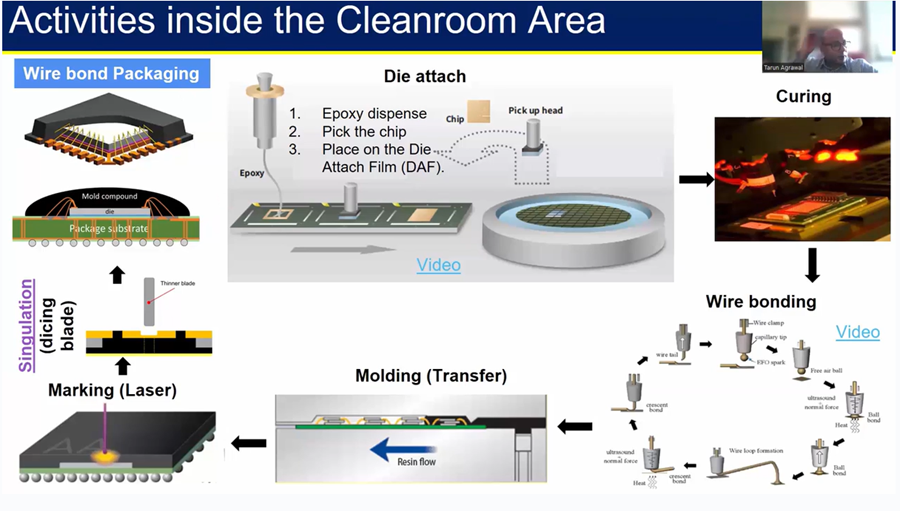 Activities inside the Cleanroom Area
Tarun Agrawal
Wire bond Packaging
Mold compound
die
Package substrate
Die attach
1. Epoxy dispense
2. Pick the chip
3. Place on the Die
Attach Film (DAF).
Chip
Pick up head
Epoxy
Video
Curing
Wire bonding
Video
Wire clamp
capillary tip
EFO spark
Free air ball
ultrasound
normal force
Heat
Ball
bond
Ball
bond
Wire loop formation
ultrasound
normal force
Heat
crescent
bond
crescent
bond
wire tail
Molding (Transfer)
Resin flow
Marking (Laser)
AA
Singulation
(dicing
blade)
Thinner blade